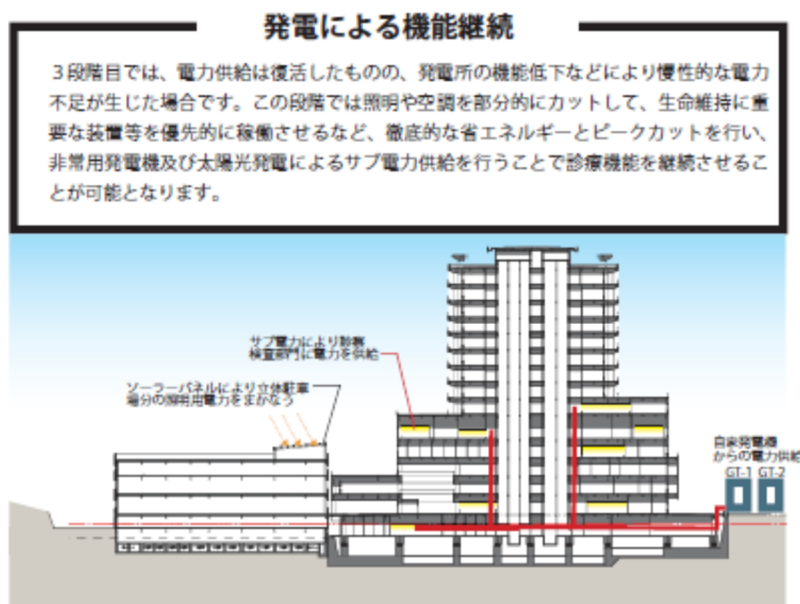 発電による機能継続
３段階目では、電力供給は復活したものの、発電所の機能低下などにより慢性的な電力
不足が生じた場合です。この段階では照明や空調を部分的にカットして、生命維持に重
要な装置等を優先的に稼働させるなど、徹底的な省エネルギーとピークカットを行い、
非常用発電機及び太陽光発電によるサブ電力供給を行うことで診療機能を継続させるこ
とが可能となります。
サブ電力により診察
検査部門に電力を供給
ソーラーパネルにより立体駐車
場分の照明用電力をまかなう
自家発電機
からの電力供給
GT-1 GT-2